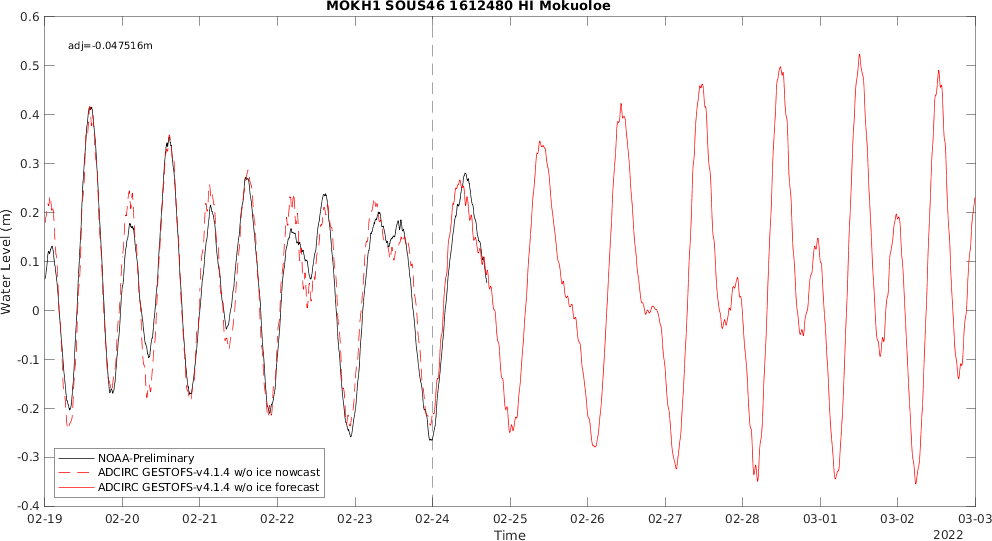 MOKH1 SOUS46 1612480 HI Mokuoloe
adj=-0.047516m
0.6
0.5
0.4
0.3
0.2
0.1
0
-0.1
-0.2
-0.3
-0.4
Water Level (m)
NOAA-Preliminary
ADCIRC GESTOFS-v4.1.4 w/o ice nowcast
ADCIRC GESTOFS-v4.1.4 w/o ice forecast
02-19 02-20 02-21 02-22 02-23 02-24 02-25 02-26 02-27 02-28 03-01 03-02 03-03
Time
2022